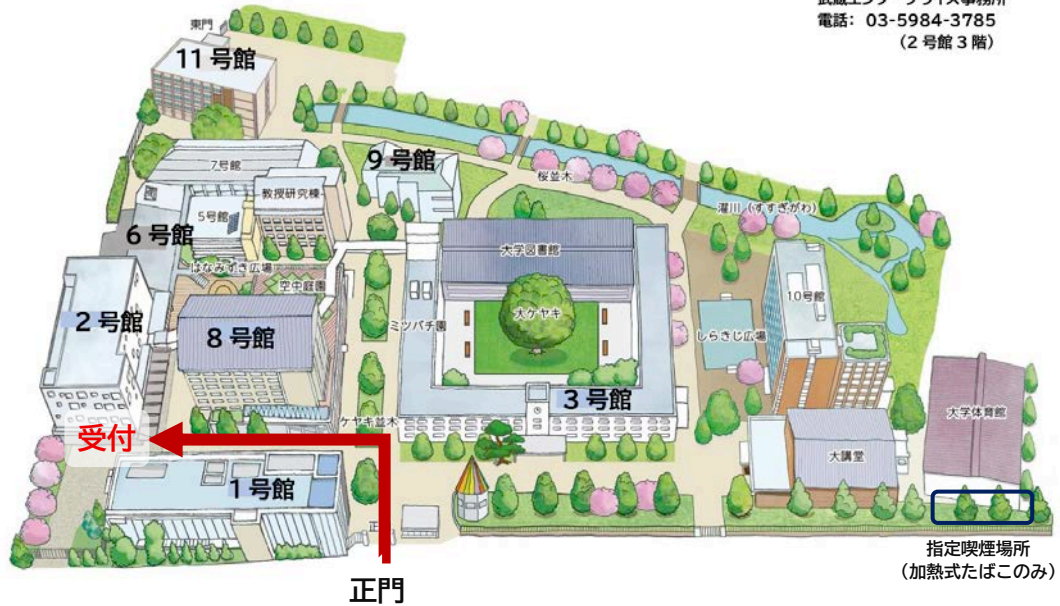 電話: 03-5984-3785
(2号館3階)
東門
11号館
7号館
9号館
教授研究棟
桜並木
5号館
濯川(すすぎがわ)
6号館
大学図書館
はなみずき広場
空中庭園
10号館
2号館
大ケヤキ
8号館
ミツバチ園
しらきじ広場
3号館
大学体育館
ケヤキ並木
受付
大講堂
1号館
正門
指定喫煙場所
(加熱式たばこのみ)